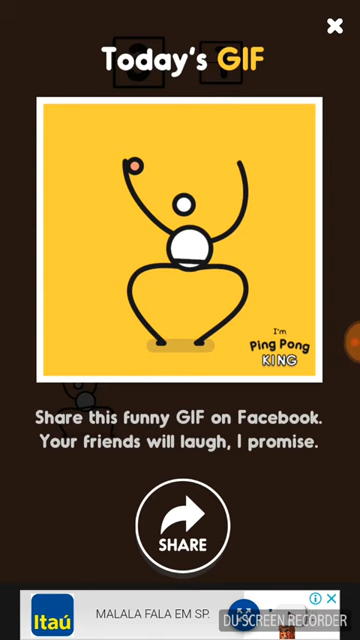 Today's GIF
I'm
Ping Pong
KING
Share this funny GIF on Facebook.
Your friends will laugh, I promise.
SHARE
Itaú
MALALA FALA EM SP.
DU SCREEN RECORDER